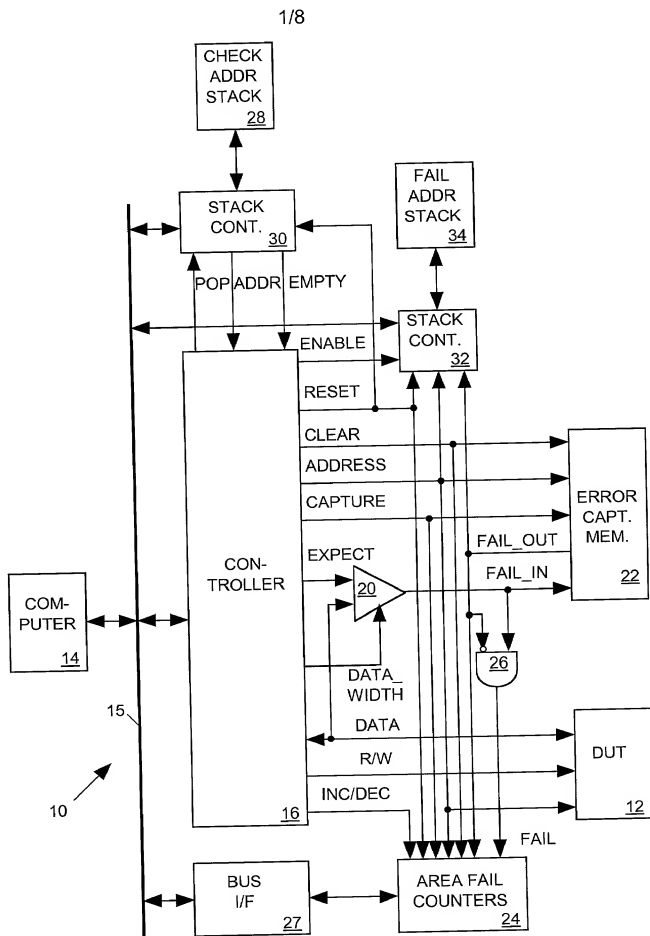 1/8
CHECK
ADDR
STACK
28
FAIL
ADDR
STACK
34
STACK
CONT.
30
POP ADDR EMPTY
STACK
CONT.
32
ENABLE
RESET
CLEAR
ADDRESS
CAPTURE
ERROR
CAPT.
MEM.
22
FAIL_OUT
FAIL_IN
EXPECT
20
CON-
TROLLER
16
COM-
PUTER
14
26
DATA_
WIDTH
15
DATA
R/W
INC/DEC
DUT
12
10
FAIL
BUS
I/F
27
AREA FAIL
COUNTERS
24